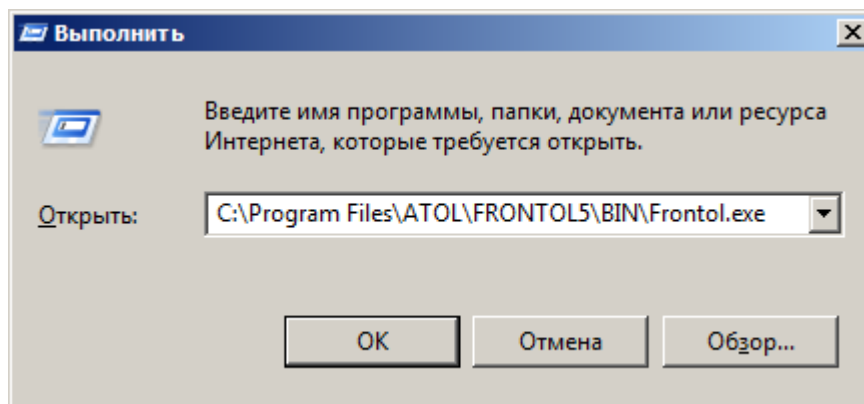 Выполнить
Введите имя программы, папки, документа или ресурса
Интернета, которые требуется открыть.
Открыть: C:\Program Files\ATOL\FRONTOL5\BIN\Frontol.exe
ОК Отмена Обзор...